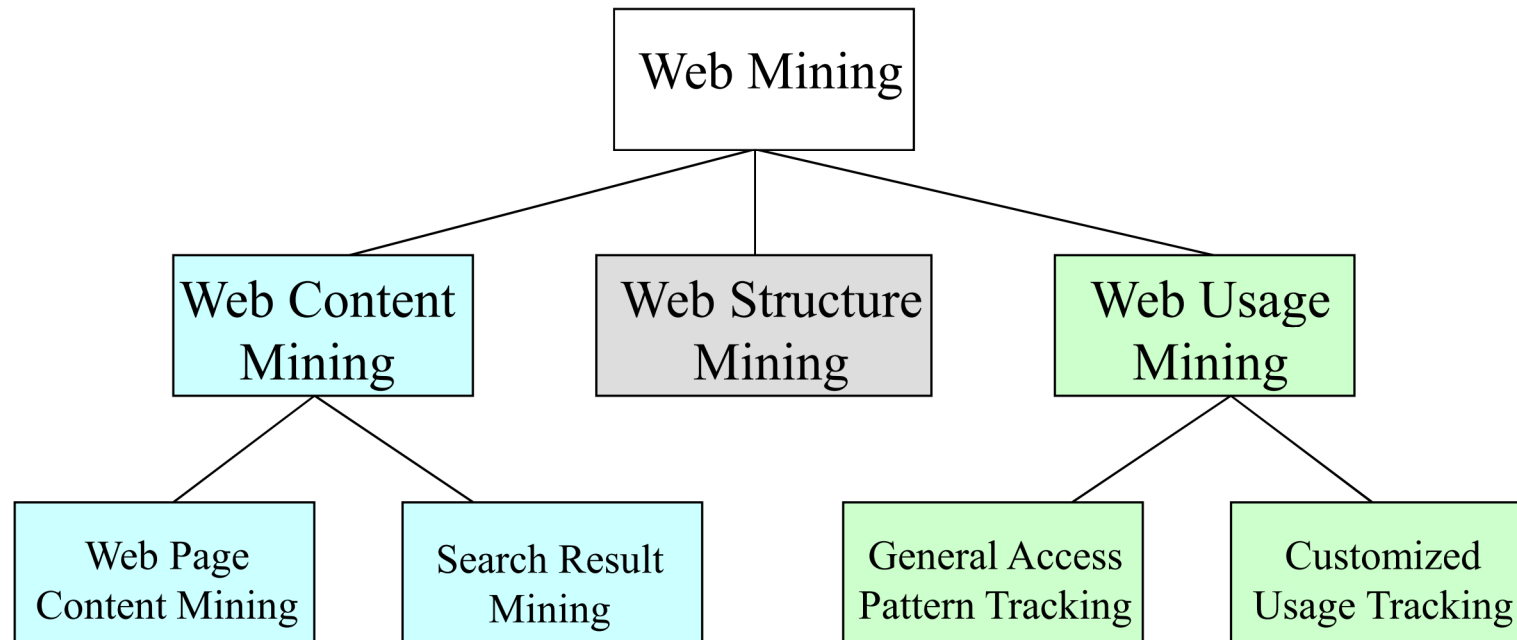 Web Mining
Web Content
Mining
Web Structure
Mining
Web Usage
Mining
Web Page
Content Mining
Search Result
Mining
General Access
Pattern Tracking
Customized
Usage Tracking